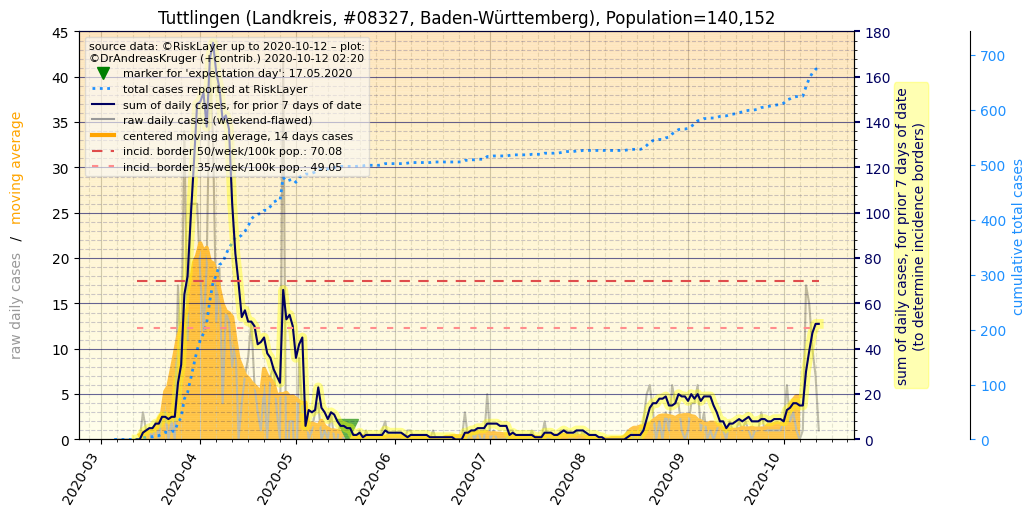 Tuttlingen (Landkreis, #08327, Baden-Württemberg), Population=140,152
source data: ©RiskLayer up to 2020-10-12 – plot:
©DrAndreasKruger (+contrib.) 2020-10-12 02:20
marker for 'expectation day': 17.05.2020
total cases reported at RiskLayer
sum of daily cases, for prior 7 days of date
raw daily cases (weekend-flawed)
centered moving average, 14 days cases
incid. border 50/week/100k pop.: 70.08
incid. border 35/week/100k pop.: 49.05
raw daily cases / moving average
45
40
35
30
25
20
15
10
5
0
2020-03
2020-04
2020-05
2020-06
2020-07
2020-08
2020-09
2020-10
180
160
140
120
100
80
60
40
20
0
sum of daily cases, for prior 7 days of date
(to determine incidence borders)
700
600
500
400
300
200
100
0
cumulative total cases